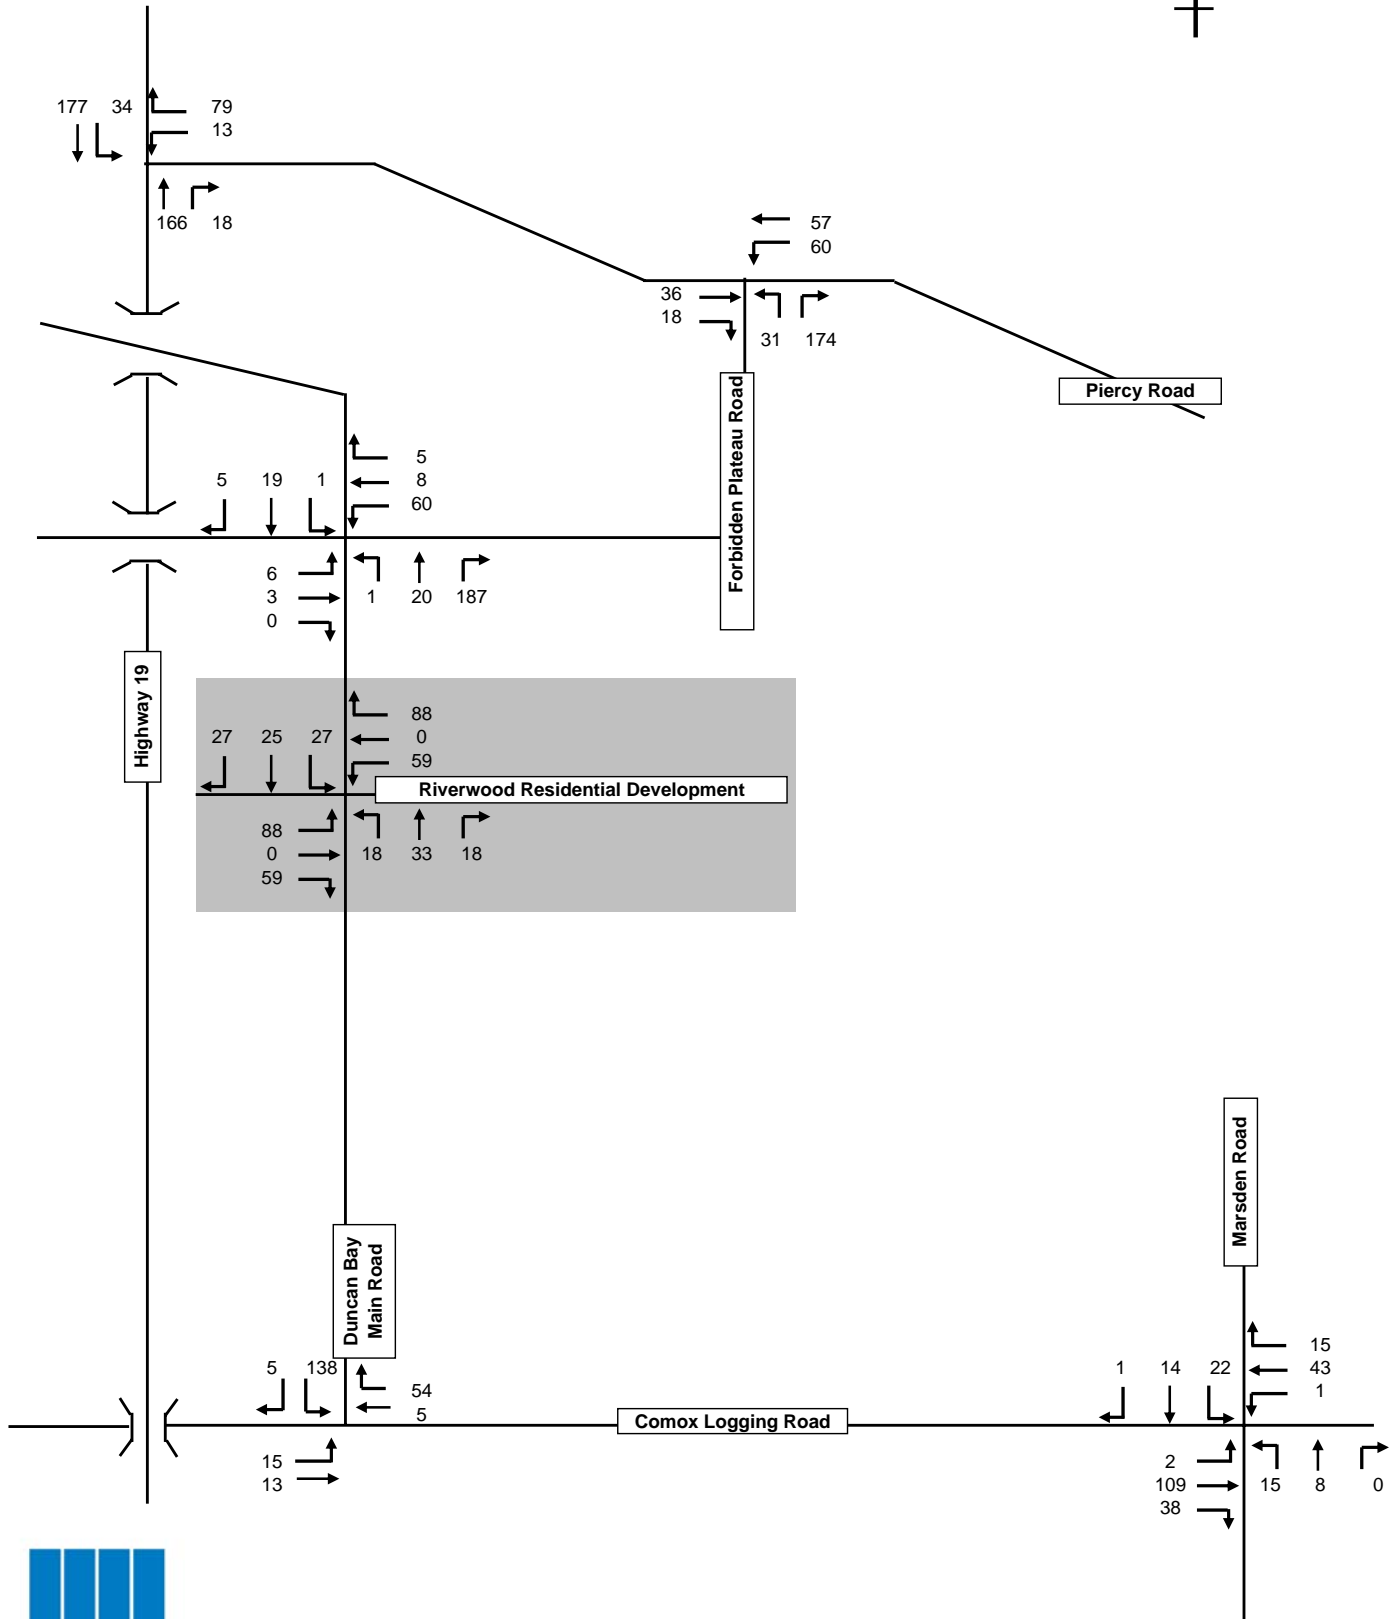 177 34 79
13
166 18
57
60
36
18
31 174
Piercy Road
Forbidden Plateau Road
5
5 19 1 8
60
6
3 1 20 187
0
Highway 19
88
27 25 27 0
59
Riverwood Residential Development
88
0 18 33 18
59
Duncan Bay
Main Road
Marsden Road
5 138
54
5
Comox Logging Road
15
13
15
1 14 22 43
1
2
109 15 8 0
38